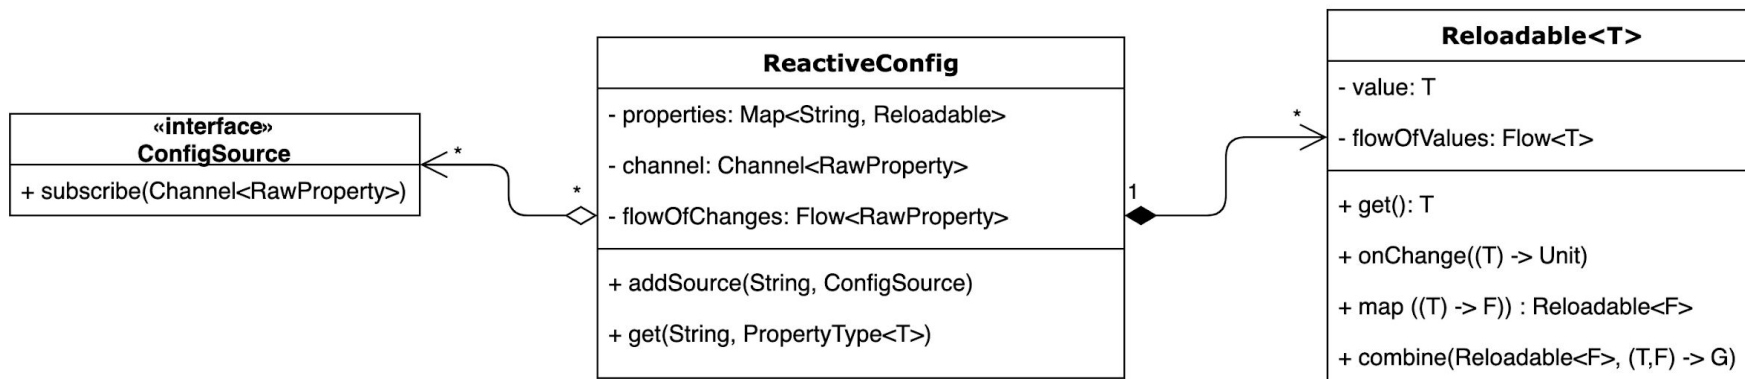 «interface»
ConfigSource
+ subscribe(Channel<RawProperty>)
*
*
ReactiveConfig
- properties: Map<String, Reloadable>
- channel: Channel<RawProperty>
- flowOfChanges: Flow<RawProperty>
+ addSource(String, ConfigSource)
+ get(String, PropertyType<T>)
1
*
Reloadable<T>
- value: T
- flowOfValues: Flow<T>
+ get(): T
+ onChange((T) -> Unit)
+ map ((T) -> F)) : Reloadable<F>
+ combine(Reloadable<F>, (T,F) -> G)